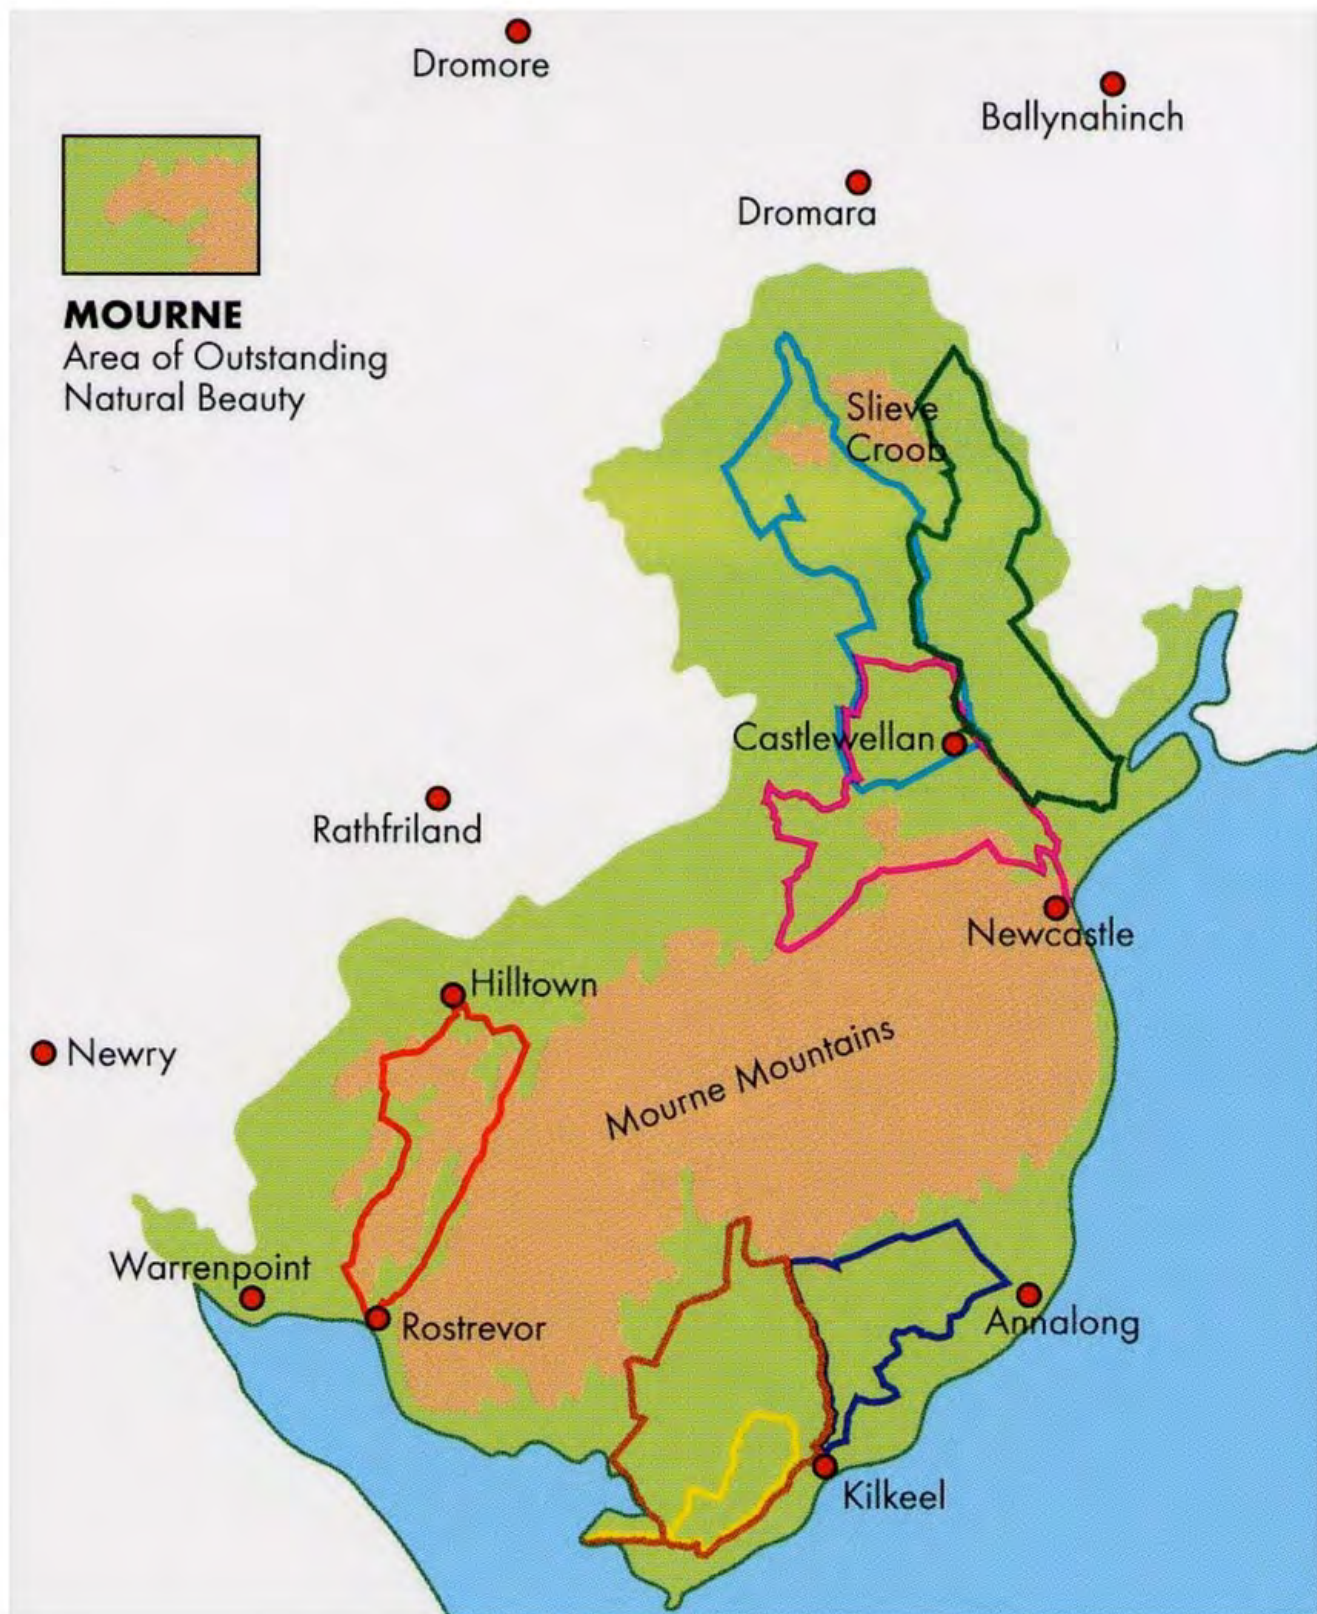 Dromore
Ballynahinch
Dromara
MOURNE
Area of Outstanding
Natural Beauty
Slieve
Croob
Castlewellan
Rathfriland
Newcastle
Hilltown
Newry
Mourne Mountains
Warrenpoint
Rostrevor
Annalong
Kilkeel